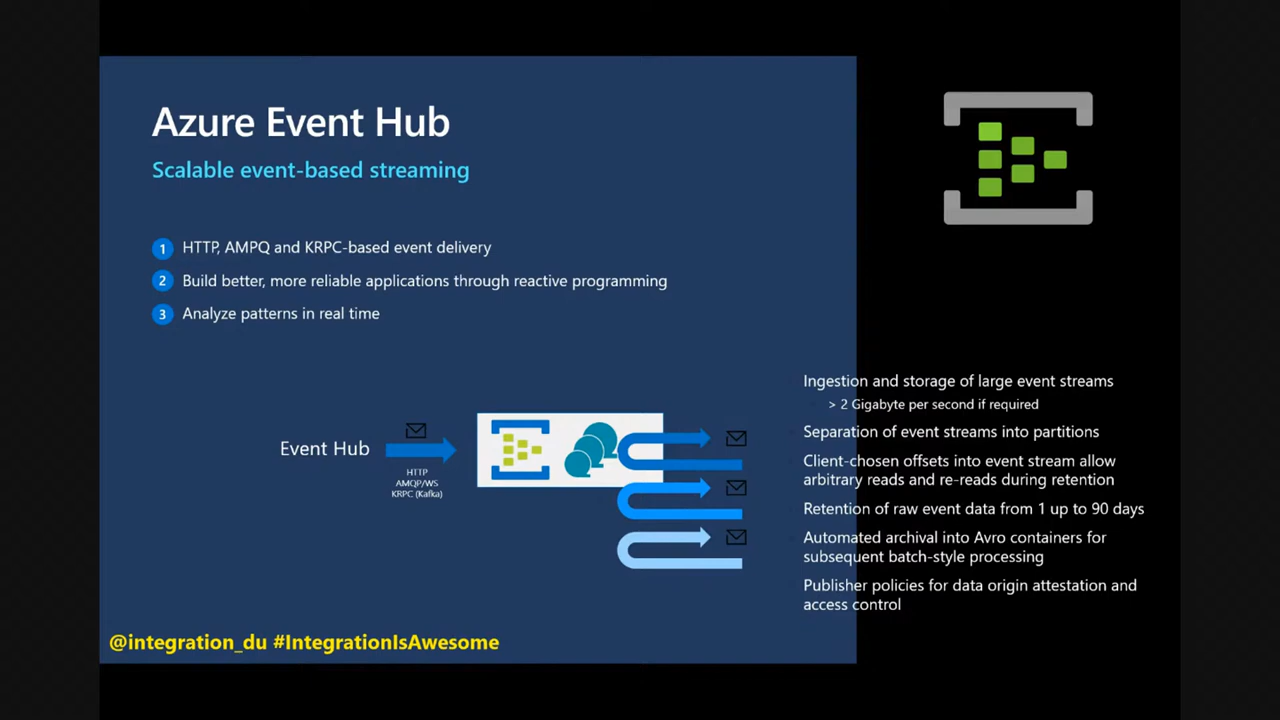 Azure Event Hub
Scalable event-based streaming
1 HTTP, AMPQ and KRPC-based event delivery
2 Build better, more reliable applications through reactive programming
3 Analyze patterns in real time
Event Hub
HTTP
AMQP/WS
KRPC (Kafka)
Ingestion and storage of large event streams
> 2 Gigabyte per second if required
Separation of event streams into partitions
Client-chosen offsets into event stream allow
arbitrary reads and re-reads during retention
Retention of raw event data from 1 up to 90 days
Automated archival into Avro containers for
subsequent batch-style processing
Publisher policies for data origin attestation and
access control
@integration_du #IntegrationIsAwesome